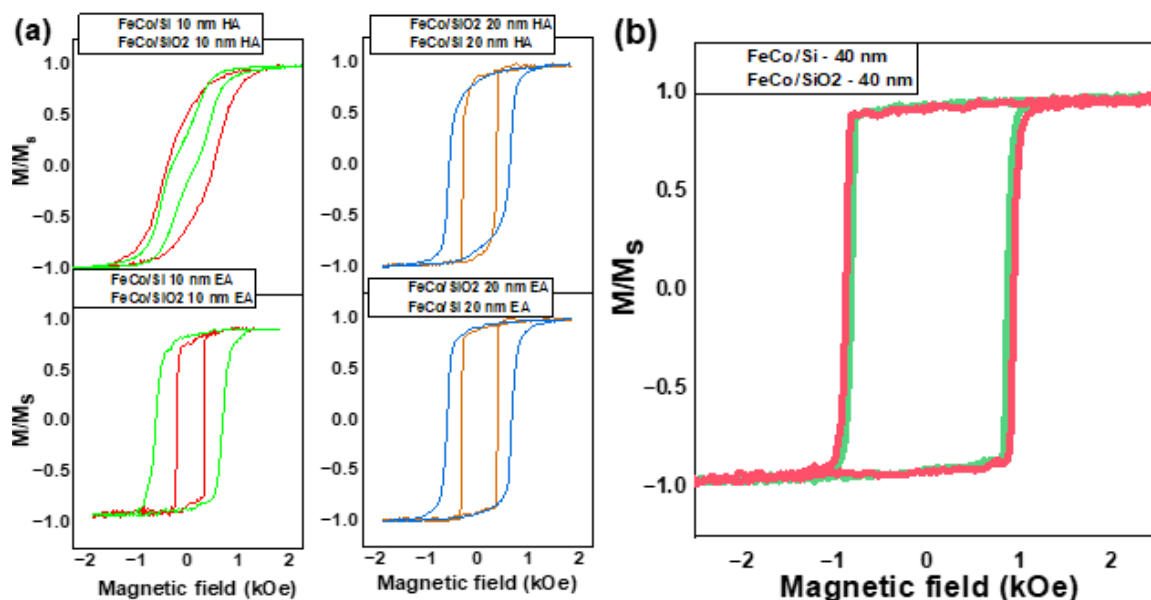 (a)
FeCo/Si 10 nm HA
FeCo/SIO2 10 nm HA
1.0
0.5
0.0
−0.5
−1.0
M/Ms
FeCo/SIO2 20 nm HA
FeCo/Si 20 nm HA
1.0
0.5
0.0
−0.5
−1.0
FeCo/Si 10 nm EA
FeCo/SIO2 10 nm EA
1.0
0.5
0.0
−0.5
−1.0
M/Ms
−2 −1 0 1 2
Magnetic field (kOe)
FeCo/SIO2 20 nm EA
FeCo/Si 20 nm EA
1.0
0.5
0.0
−0.5
−1.0
−2 −1 0 1 2
Magnetic field (kOe)
(b)
FeCo/Si - 40 nm
FeCo/SiO2 - 40 nm
1.0
0.5
0.0
−0.5
−1.0
M/Ms
−2 −1 0 1 2
Magnetic field (kOe)